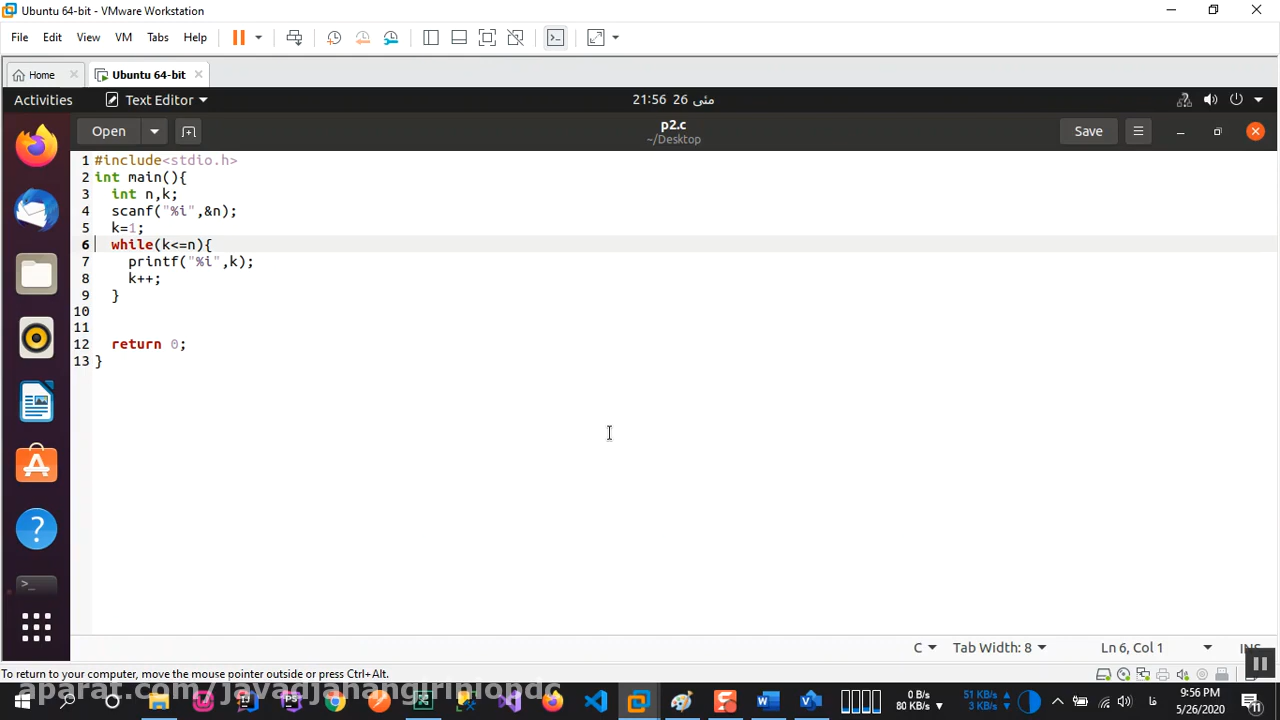 Ubuntu 64-bit - VMware Workstation
File Edit View VM Tabs Help
Home
Ubuntu 64-bit
Activities
Text Editor
21:56 26 مئی
Open
p2.c
~/Desktop
Save
1 #include<stdio.h>
2 int main(){
3 int n,k;
4 scanf("%i",&n);
5 k=1;
6 while(k<=n){
7 printf("%i",k);
8 k++;
9 }
10
11
12 return 0;
13 }
C
Tab Width: 8
Ln 6, Col 1
INS
To return to your computer, move the mouse pointer outside or press Ctrl+Alt.
aparat.com/javadjahangiriniondc
0 B/s
80 KB/s
51 KB/s
3 KB/s
فا
9:56 PM
5/26/2020
11